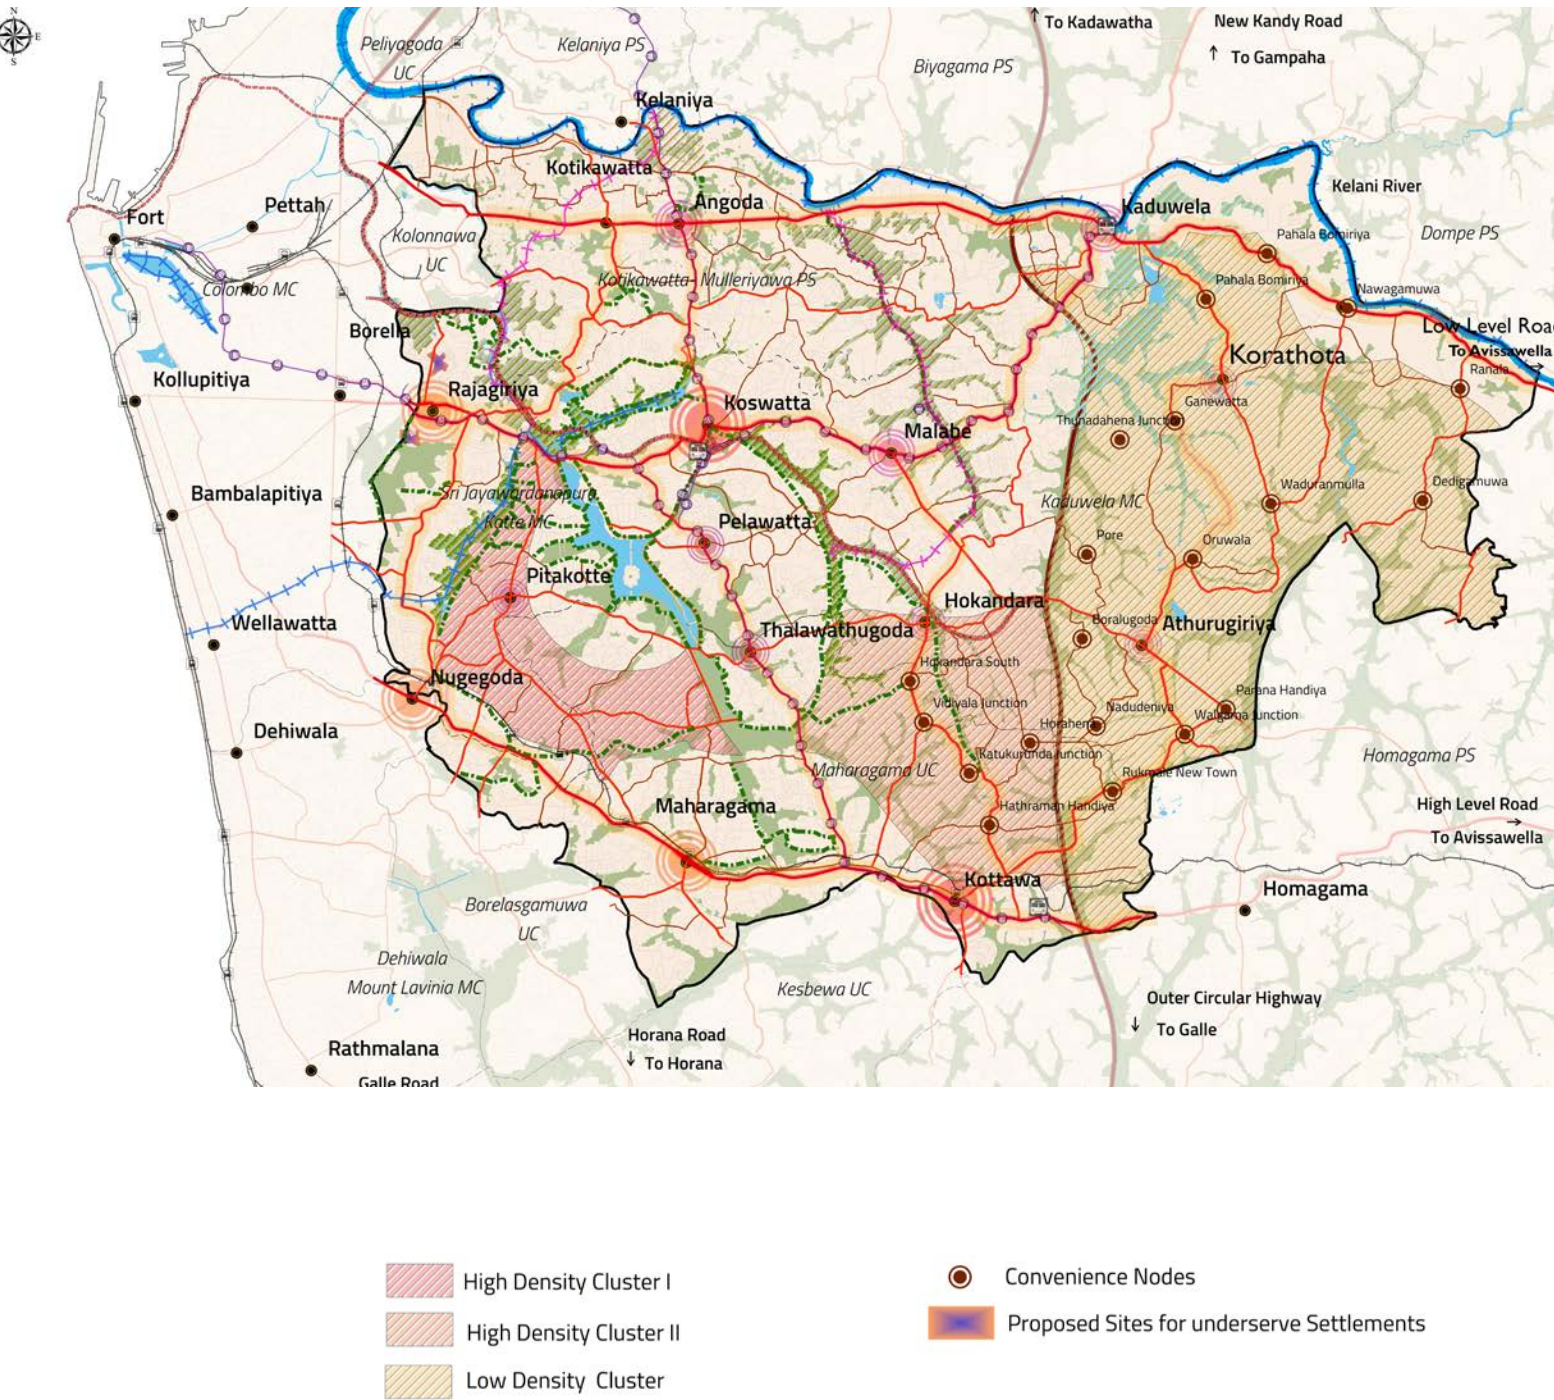 N
E
S
To Kadawatha
New Kandy Road
To Gampaha
Peliyagoda
UC
Kelaniya PS
Biyagama PS
Kelaniya
Kotikawatta
Angoda
Kaduwela
Kelani River
Fort
Pettah
Kolonnawa
UC
Pahala Bomiriya
Dompe PS
Colombo MC
Kotikawatta- Mulleriyawa PS
Pahala Bomiriya
Nawagamuwa
Borella
Low Level Roa
To Avissawella
Korathota
Ranala
Kollupitiya
Rajagiriya
Koswatta
Ganewatta
Thunadahena Junction
Malabe
Bambalapitiya
Sri Jayawardanapura
Kotte MC
Kaduwela MC
Waduranmulla
Dedigamuwa
Pelawatta
Pore
Oruwala
Pitakotte
Hokandara
Wellawatta
Thalawathugoda
Boralugoda
Athurugiriya
Hokandara South
Nugegoda
Vidiyala Junction
Parana Handiya
Nadudeniya
Walgama Junction
Horahena
Dehiwala
Katukurunda Junction
Homagama PS
Maharagama UC
Rukmale New Town
Maharagama
Hathraman Handiya
High Level Road
To Avissawella
Kottawa
Homagama
Borelasgamuwa
UC
Dehiwala
Mount Lavinia MC
Kesbewa UC
Outer Circular Highway
To Galle
Horana Road
To Horana
Rathmalana
Galle Road
High Density Cluster I
High Density Cluster II
Low Density Cluster
Convenience Nodes
Proposed Sites for underserve Settlements